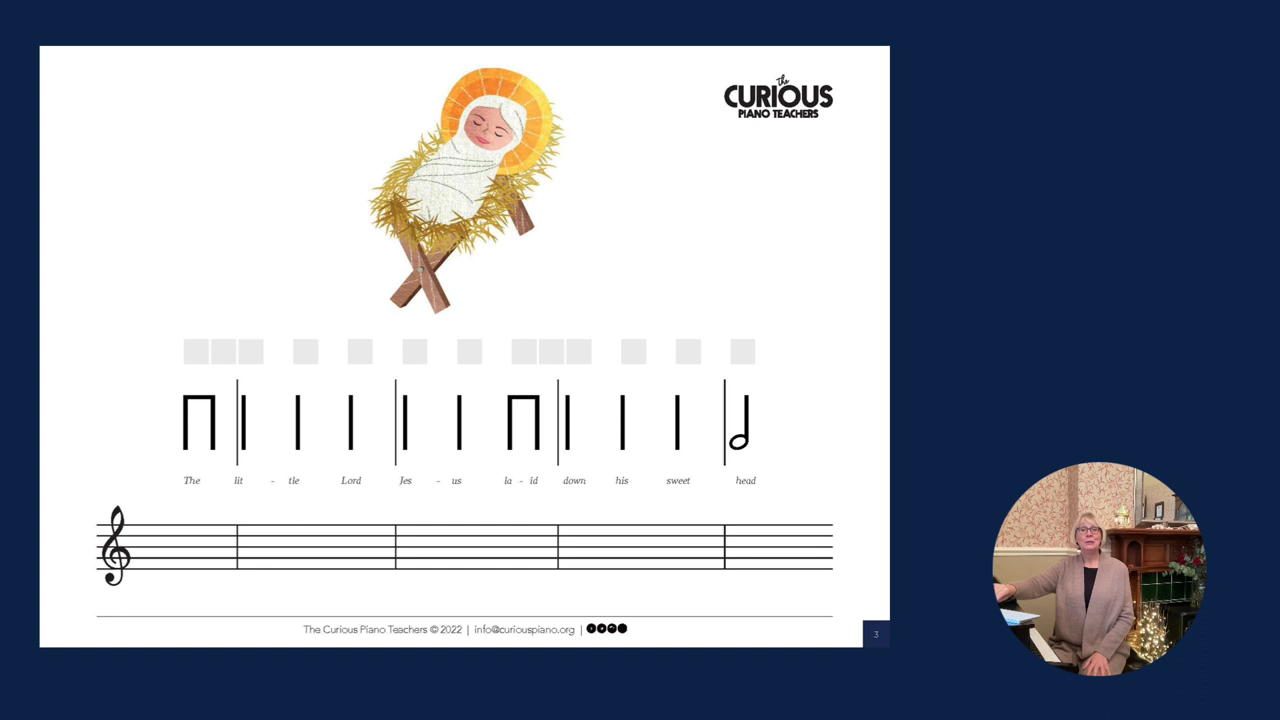 The
CURIOUS
PIANO TEACHERS
The lit - tle Lord Jes - us la - id down his sweet head
The Curious Piano Teachers © 2022 | info@curiouspiano.org |
3